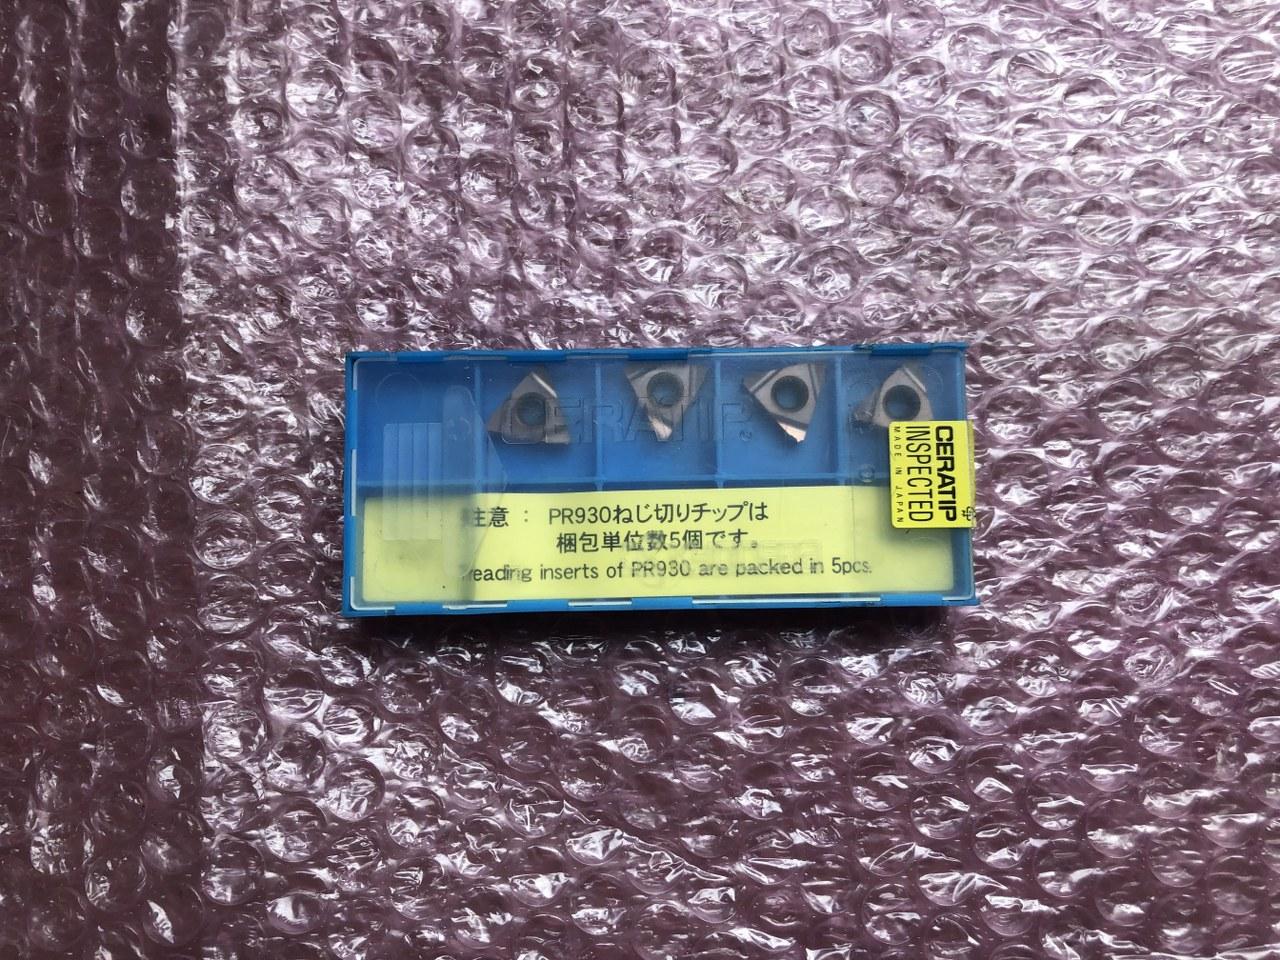 CERATIP
注意 : PR930ねじ切りチップは
梱包単位数5個です。
reading inserts of PR930 are packed in 5pcs.
CERATIP
INSPECTED
MADE IN JAPAN